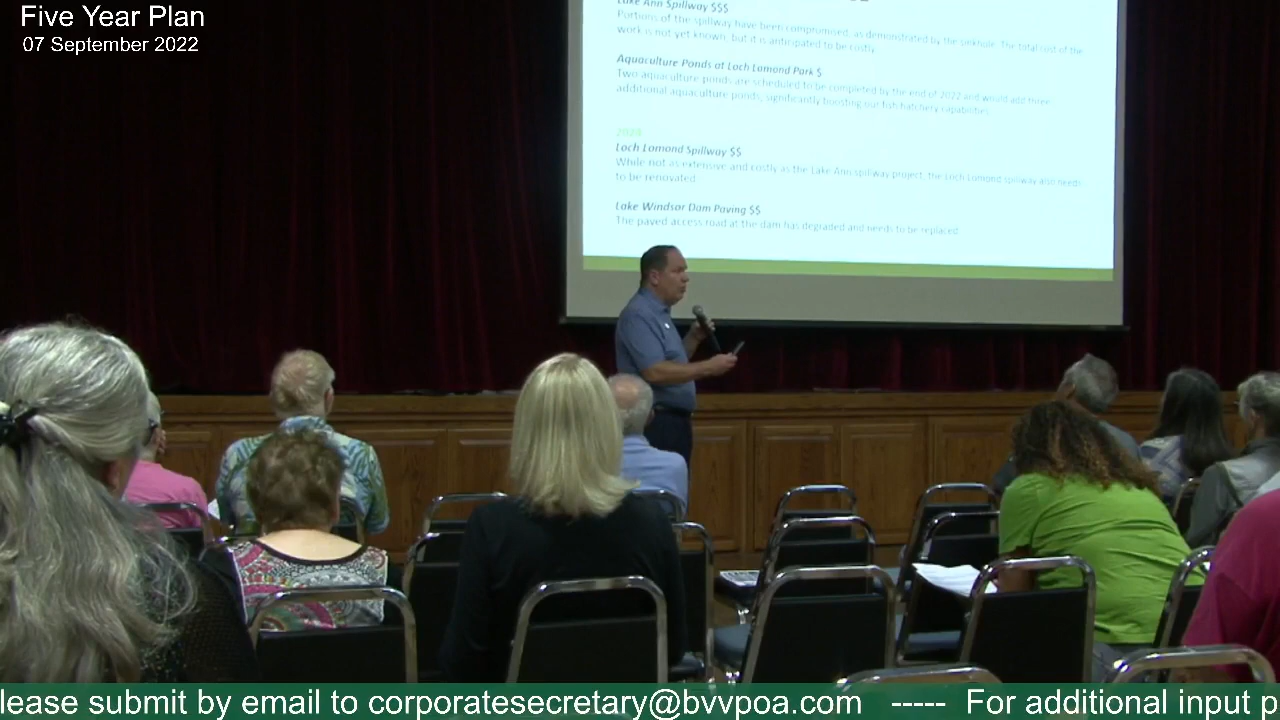 Five Year Plan
07 September 2022
Lake Ann Spillway $$$
Portions of the spillway have been compromised, as demonstrated by the sinkhole. The total cost of the
work is not yet known, but it is anticipated to be costly.
Aquaculture Ponds at Loch Lomond Park $
Two aquaculture ponds are scheduled to be completed by the end of 2022 and would add three
additional aquaculture ponds, significantly boosting our fish hatchery capabilities.
Loch Lomond Spillway $$
While not as extensive and costly as the Lake Ann spillway project, the Loch Lomond spillway also needs
to be renovated.
Lake Windsor Dam Paving $$
The paved access road at the dam has degraded and needs to be replaced.
lease submit by email to corporatesecretary@bvvpoa.com ----- For additional input p